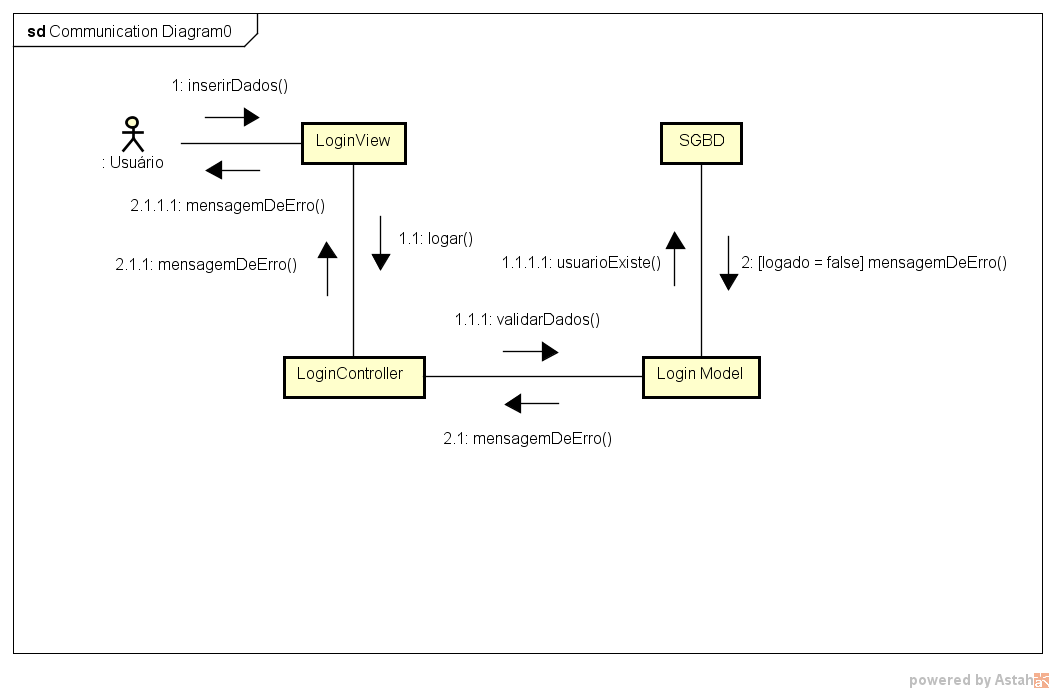 sd Communication Diagram0
1: inserirDados()
LoginView
SGBD
: Usuário
2.1.1.1: mensagemDeErro()
1.1: logar()
2.1.1: mensagemDeErro()
1.1.1.1: usuarioExiste()
2: [logado = false] mensagemDeErro()
1.1.1: validarDados()
LoginController
Login Model
2.1: mensagemDeErro()
powered by Astah